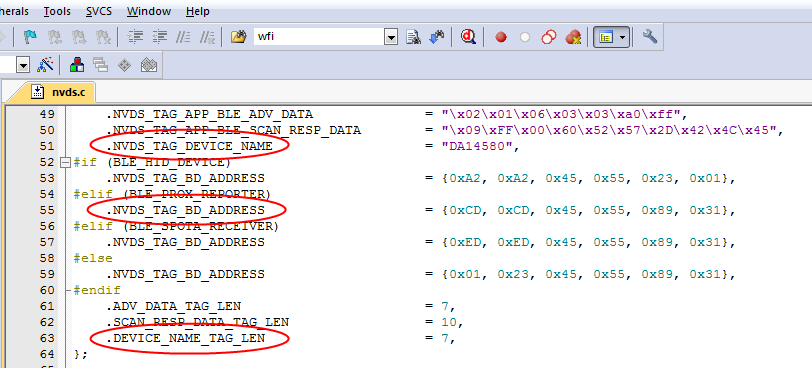 herals Tools SVCS Window Help
wfi
nvds.c
49 .NVDS_TAG_APP_BLE_ADV_DATA = "\x02\x01\x06\x03\x03\xa0\xff",
50 .NVDS_TAG_APP_BLE_SCAN_RESP_DATA = "\x09\xFF\x00\x60\x52\x57\x2D\x42\x4C\x45",
51 .NVDS_TAG_DEVICE_NAME = "DA14580",
52 #if (BLE_HID_DEVICE)
53 .NVDS_TAG_BD_ADDRESS = {0xA2, 0xA2, 0x45, 0x55, 0x23, 0x01},
54 #elif (BLE_PROX_REPORTER)
55 .NVDS_TAG_BD_ADDRESS = {0xCD, 0xCD, 0x45, 0x55, 0x89, 0x31},
56 #elif (BLE_SPOTA_RECEIVER)
57 .NVDS_TAG_BD_ADDRESS = {0xED, 0xED, 0x45, 0x55, 0x89, 0x31},
58 #else
59 .NVDS_TAG_BD_ADDRESS = {0x01, 0x23, 0x45, 0x55, 0x89, 0x31},
60 #endif
61 .ADV_DATA_TAG_LEN = 7,
62 .SCAN_RESP_DATA_TAG_LEN = 10,
63 .DEVICE_NAME_TAG_LEN = 7,
64 };